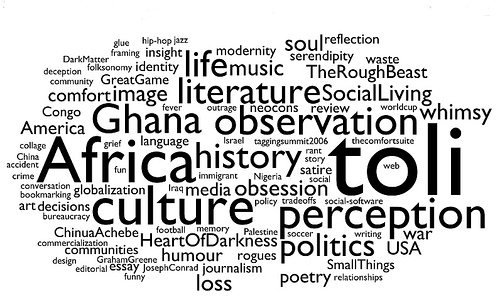 glue hip-hop jazz soul reflection
framing insight modernity serendipity
DarkMatter folksonomy identity life music waste
deception GreatGame TheRoughBeast
community comfort image literature SocialLiving
fever outrage neocons review worldcup
Congo Ghana observation whimsy
America
collage grief language Israel taggingsummit2006 thecomfortsuite
China Africa history rant story toli web
accident fun satire
crime immigrant Nigeria social
conversation Iraq media obsession
bookmarking globalization
art decisions culture policy tradeoffs social-software perception
bureaucracy
ChinuaAchebe football memory Palestine soccer writing war
commercialization HeartOfDarkness politics USA
communities humour rogues
design GrahamGreene SmallThings
editorial essay JosephConrad journalism poetry relationships
funny loss